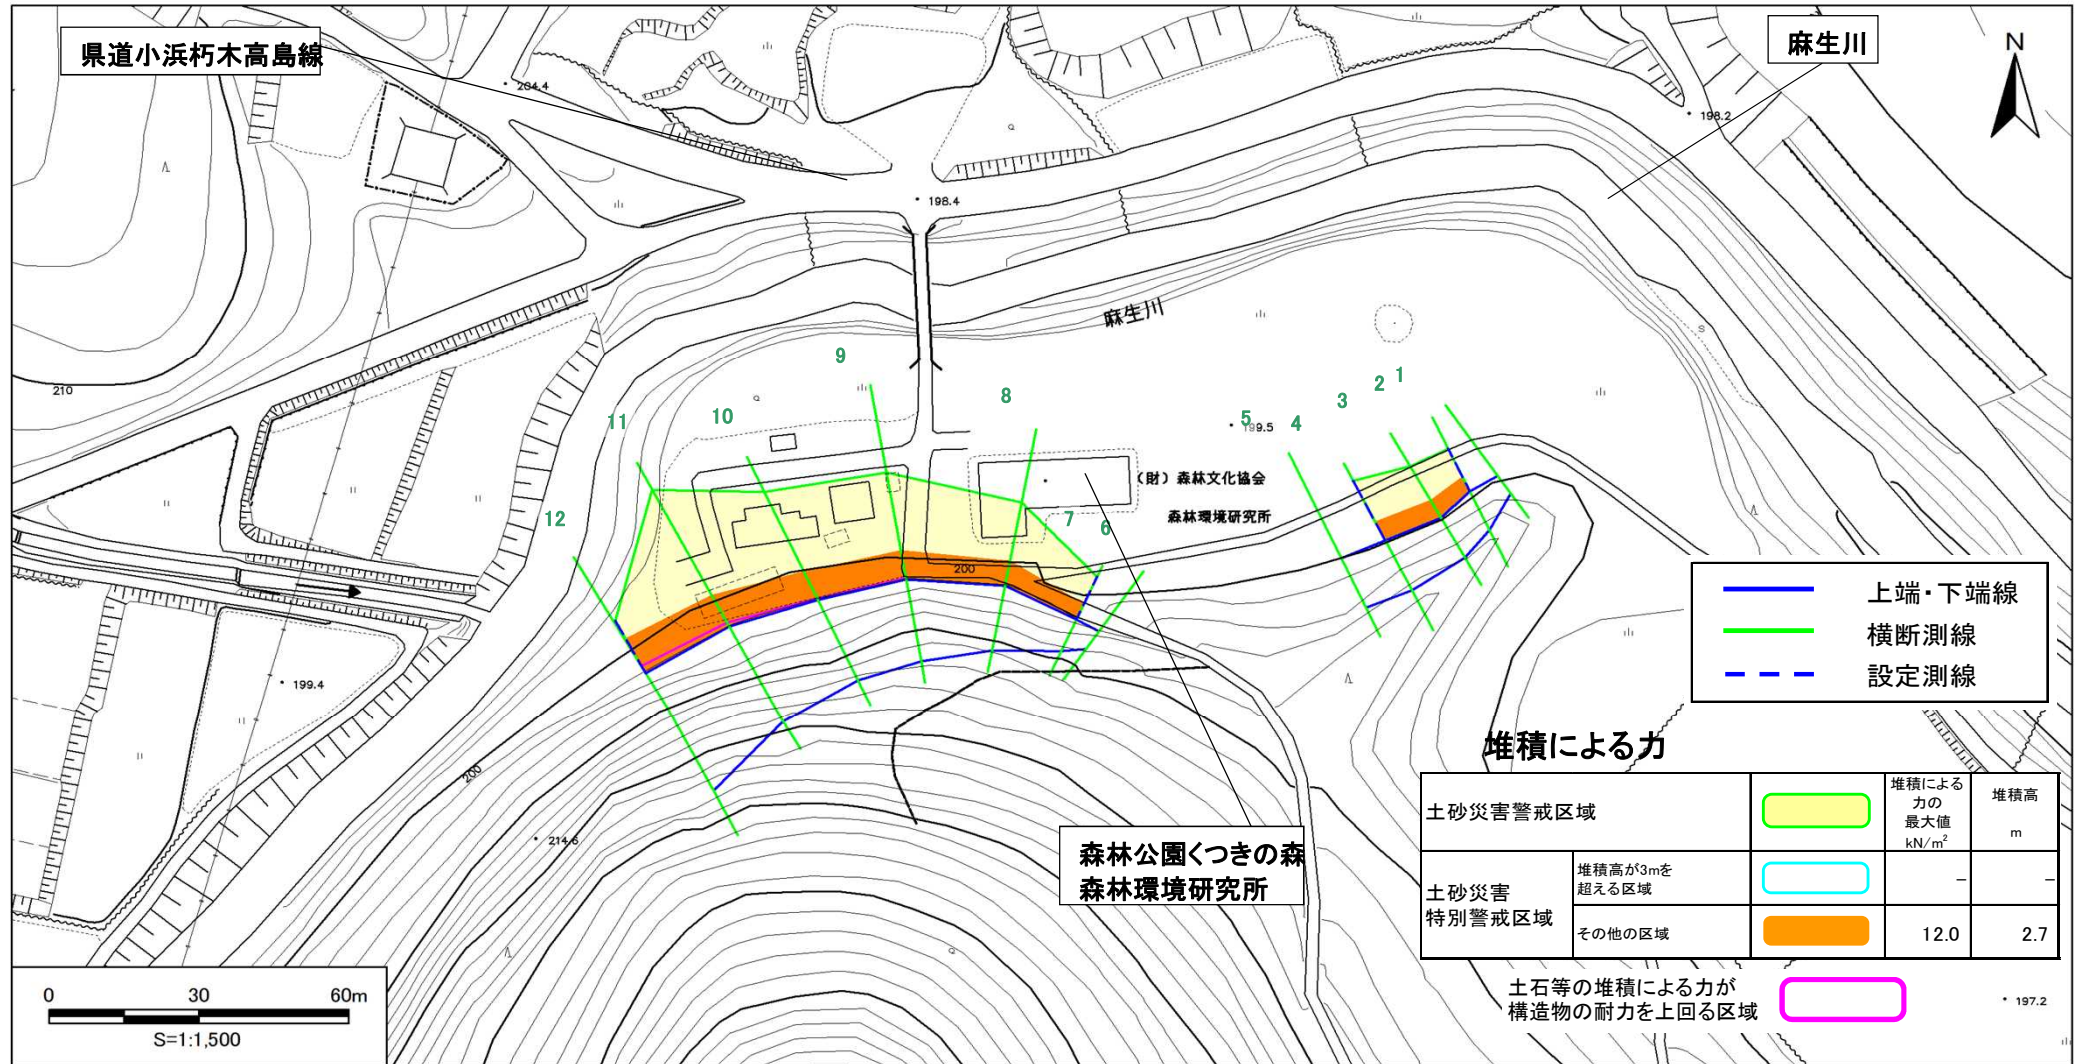 県道小浜朽木高島線
麻生川
N
204.4
198.2
198.4
麻生川
210
9
8
1
2
3
4
5
199.5
10
11
12
7
6
(財) 森林文化協会
森林環境研究所
200
199.4
200
214.6
上端・下端線
横断測線
設定測線
堆積による力
土砂災害警戒区域
堆積による
力の
最大値
kN/m²
堆積高
m
土砂災害
特別警戒区域
堆積高が3mを
超える区域
－ －
その他の区域
12.0 2.7
森林公園くつきの森
森林環境研究所
土石等の堆積による力が
構造物の耐力を上回る区域
197.2
0 30 60m
S=1:1,500